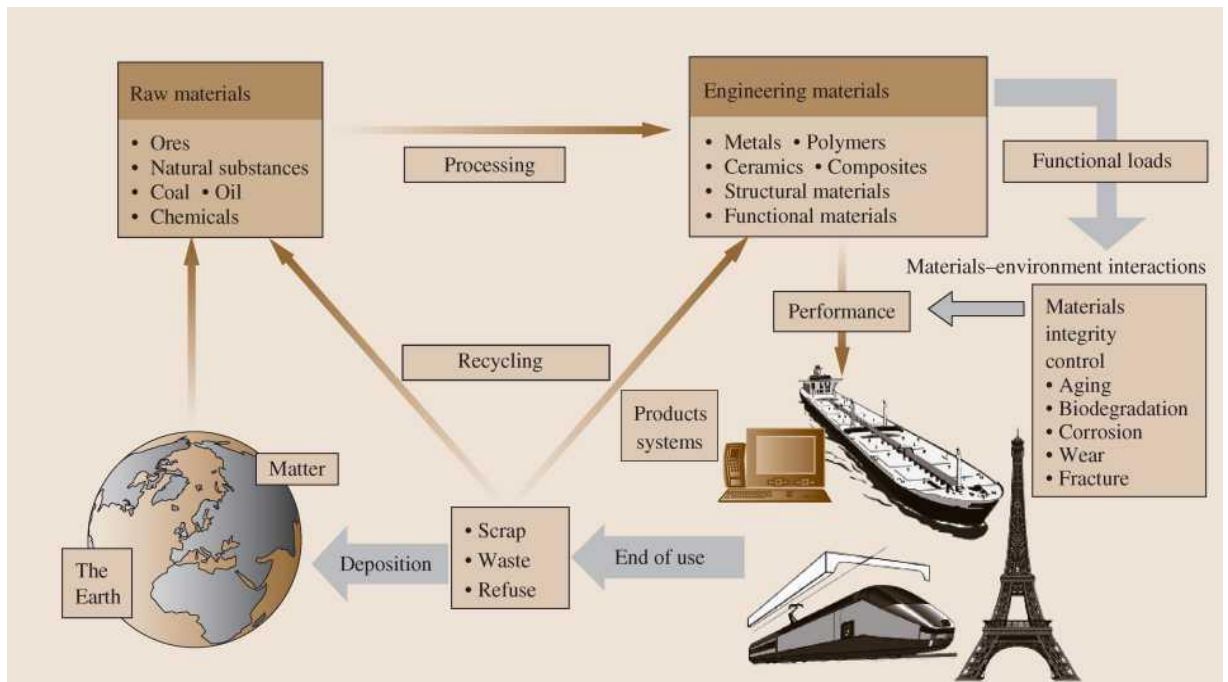 Raw materials
• Ores
• Natural substances
• Coal • Oil
• Chemicals
Processing
Engineering materials
• Metals • Polymers
• Ceramics • Composites
• Structural materials
• Functional materials
Functional loads
Materials–environment interactions
Materials
integrity
control
• Aging
• Biodegradation
• Corrosion
• Wear
• Fracture
Performance
Recycling
Products
systems
Matter
The
Earth
Deposition
• Scrap
• Waste
• Refuse
End of use